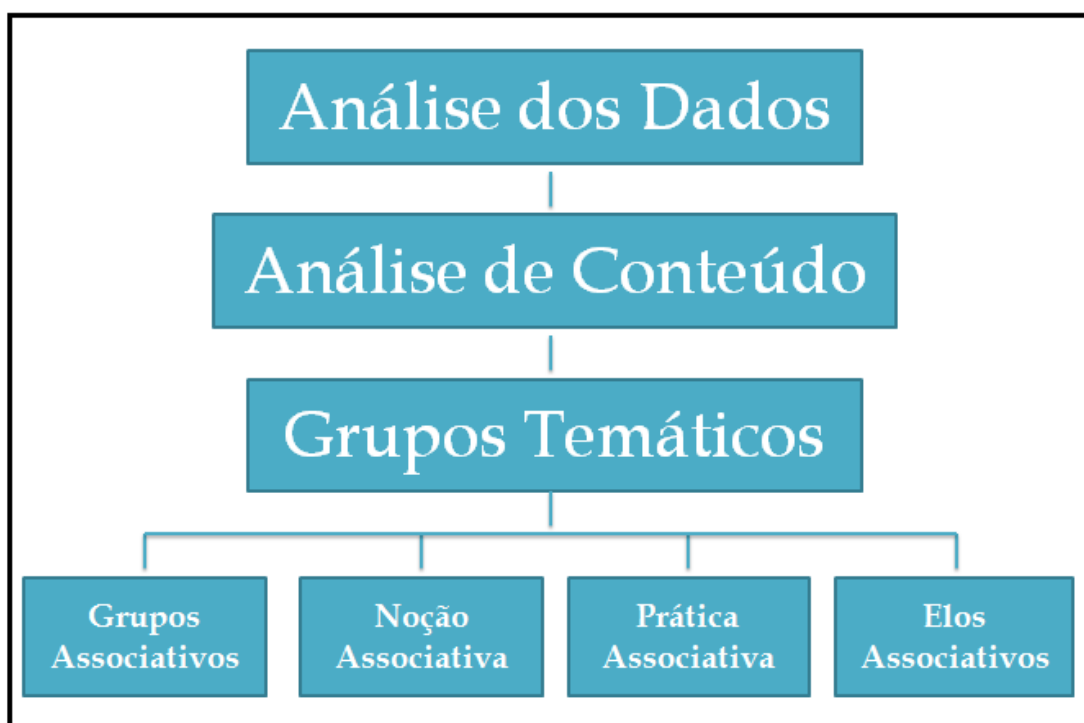 Análise dos Dados
Análise de Conteúdo
Grupos Temáticos
Grupos
Associativos
Noção
Associativa
Prática
Associativa
Elos
Associativos